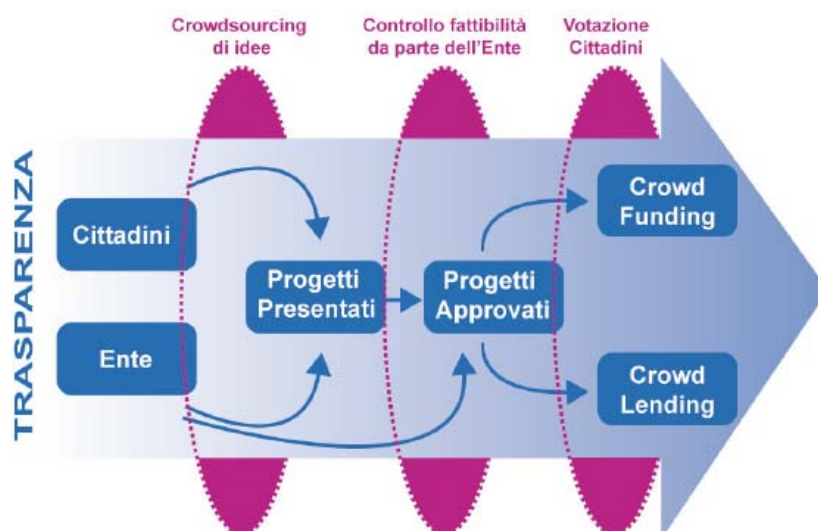 Crowdsourcing
di idee
Controllo fattibilità
da parte dell'Ente
Votazione
Cittadini
TRASPARENZA
Cittadini
Ente
Progetti
Presentati
Progetti
Approvati
Crowd
Funding
Crowd
Lending